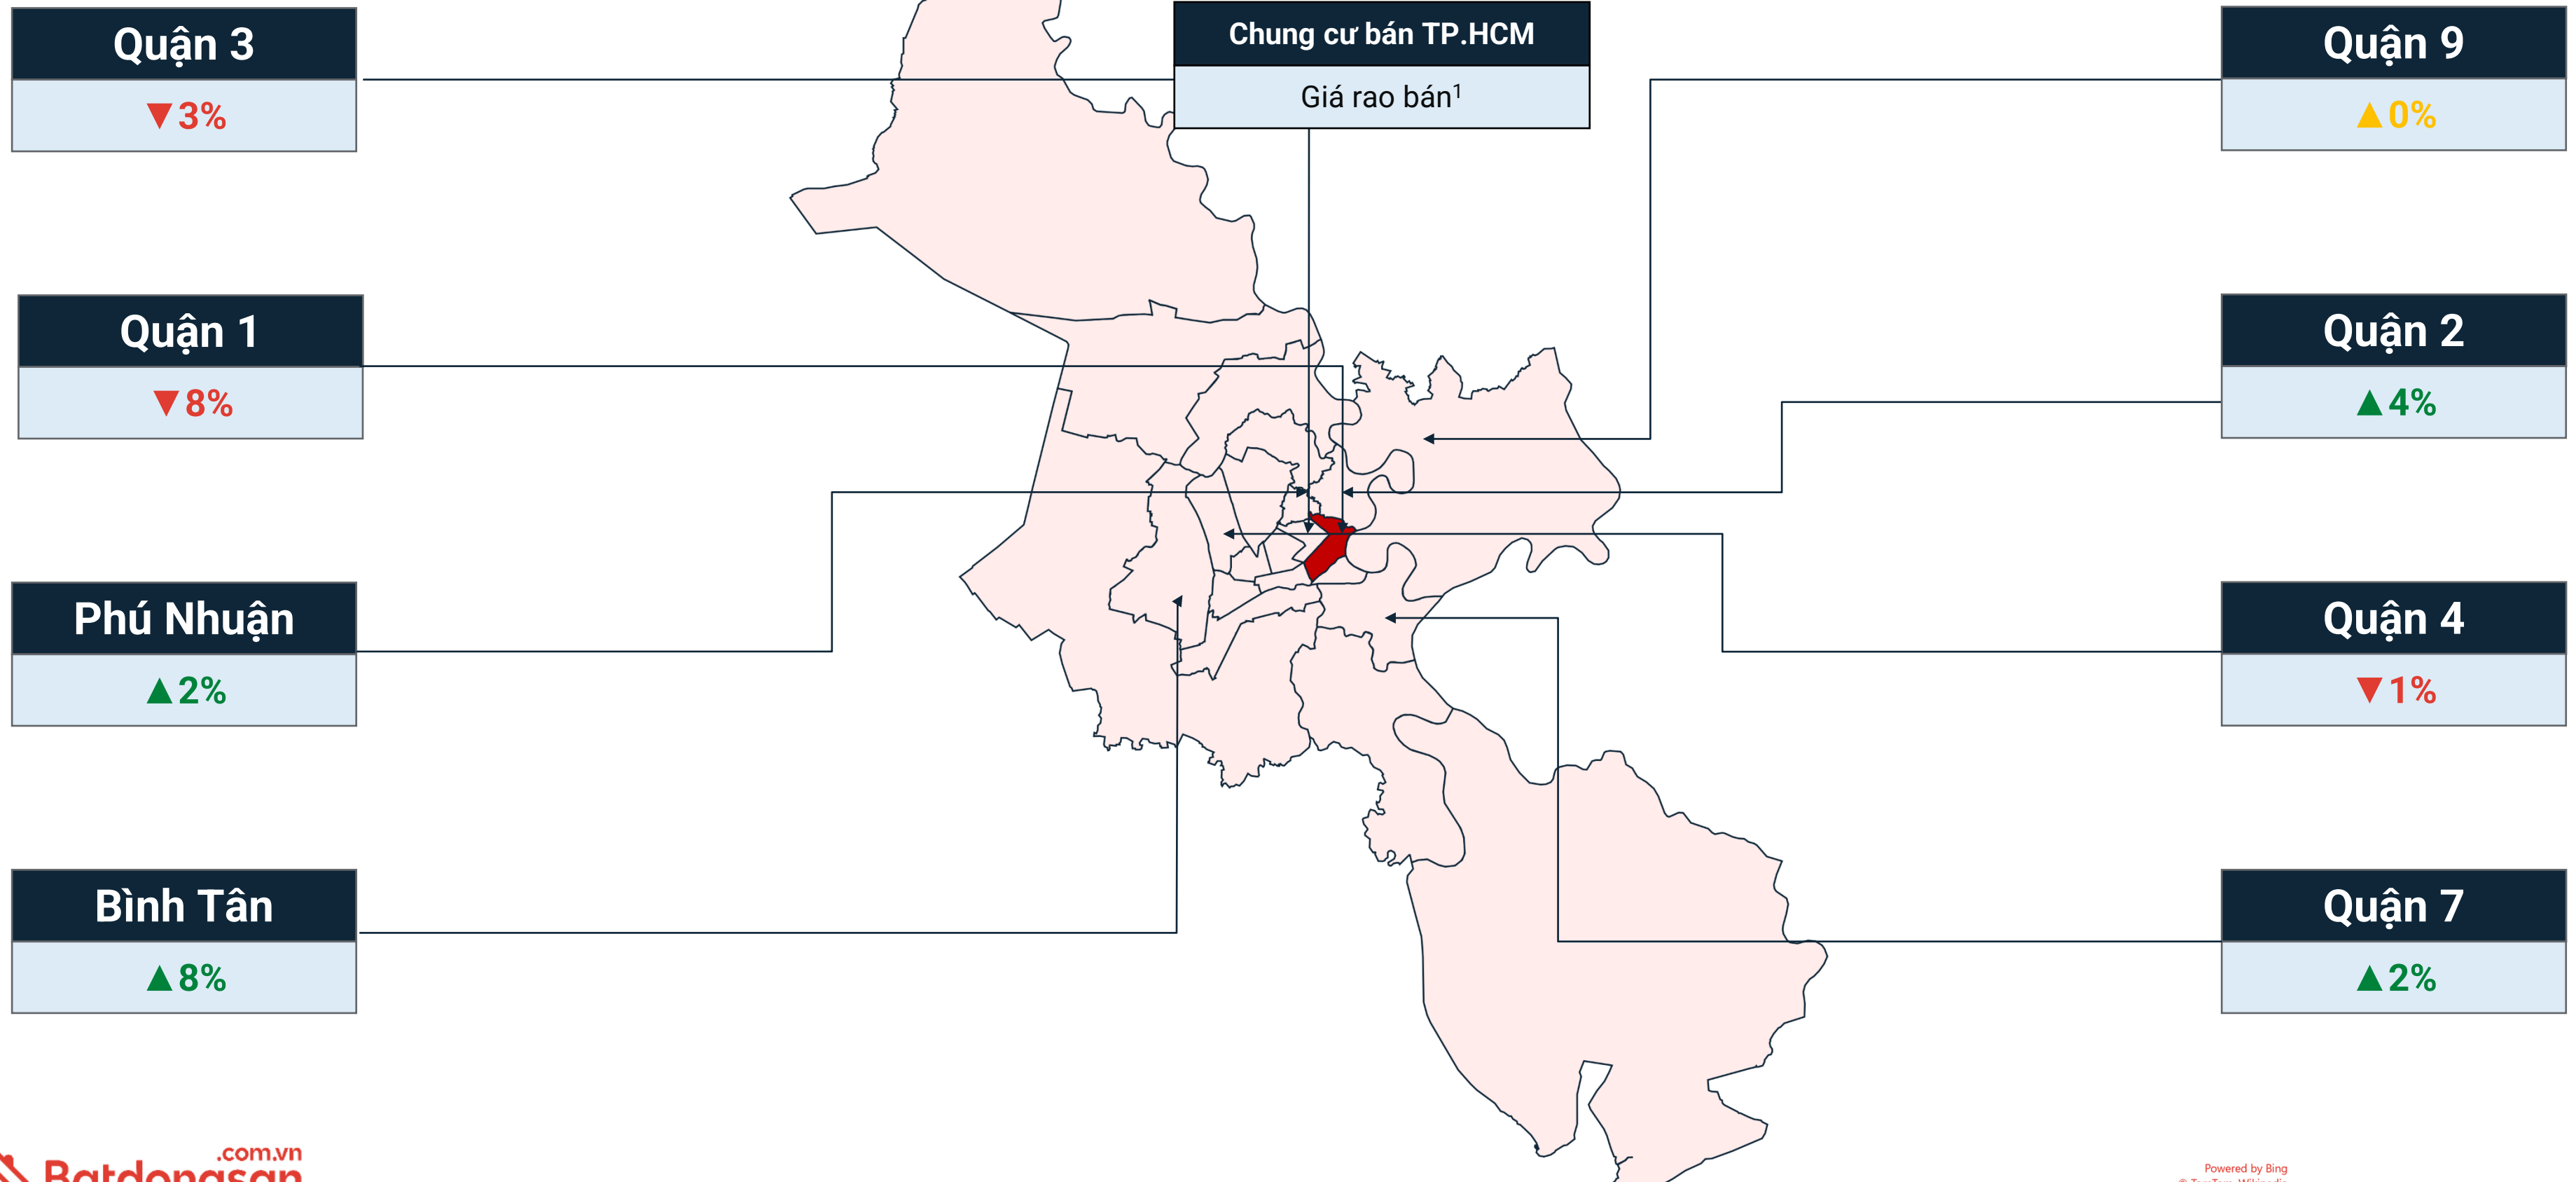 Chung cư bán TP.HCM
Giá rao bán¹
Quận 3
▼3%
Quận 1
▼8%
Phú Nhuận
▲2%
Bình Tân
▲8%
Quận 9
▲0%
Quận 2
▲4%
Quận 4
▼1%
Quận 7
▲2%
.com.vn
Batdongsan
Powered by Bing
© TomTom, Wikipedia